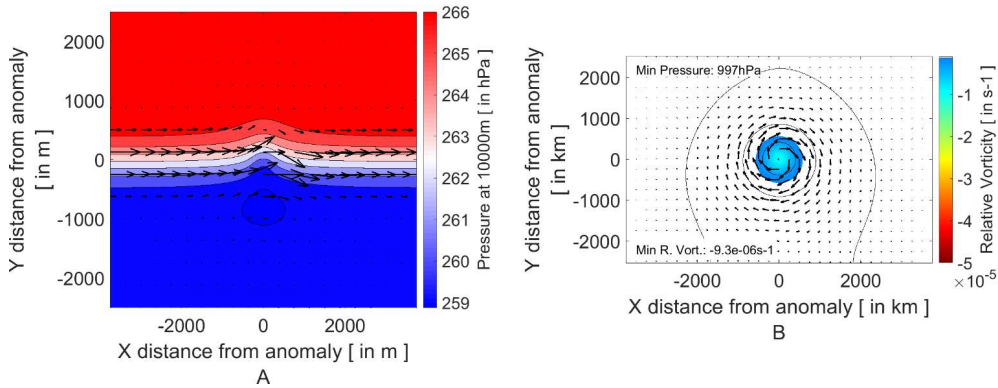 2000
1000
0
-1000
-2000
Y distance from anomaly
[ in m ]
-2000 0 2000
X distance from anomaly [ in m ]
A
266
265
264
263
262
261
260
259
Pressure at 10000m [ in hPa]
Min Pressure: 997hPa
Min R. Vort.: -9.3e-06s-1
2000
1000
0
-1000
-2000
Y distance from anomaly
[ in km ]
-2000 0 2000
X distance from anomaly [ in km ]
B
-1
-2
-3
-4
-5
×10⁻⁵
Relative Vorticity [ in s-1]